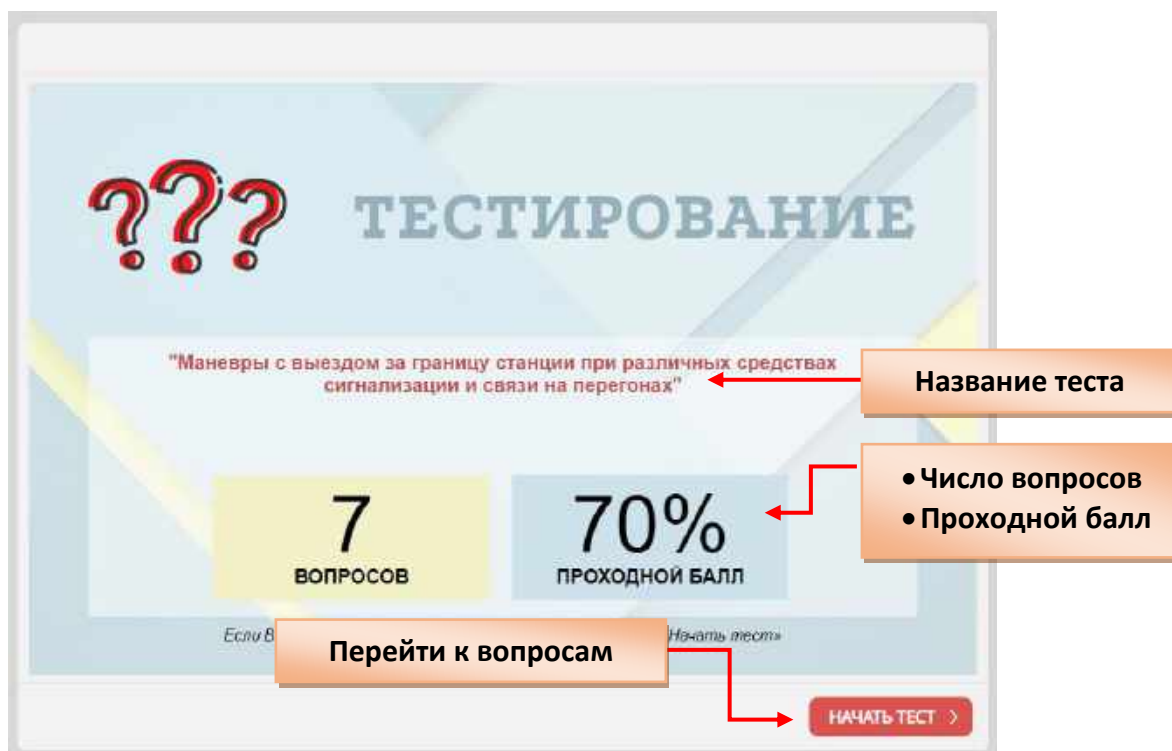 ???
ТЕСТИРОВАНИЕ
"Маневры с выездом за границу станции при различных средствах
сигнализации и связи на перегонах"
Название теста
7
ВОПРОСОВ
70%
ПРОХОДНОЙ БАЛЛ
•Число вопросов
•Проходной балл
Если Начать тест»
Перейти к вопросам
НАЧАТЬ ТЕСТ >